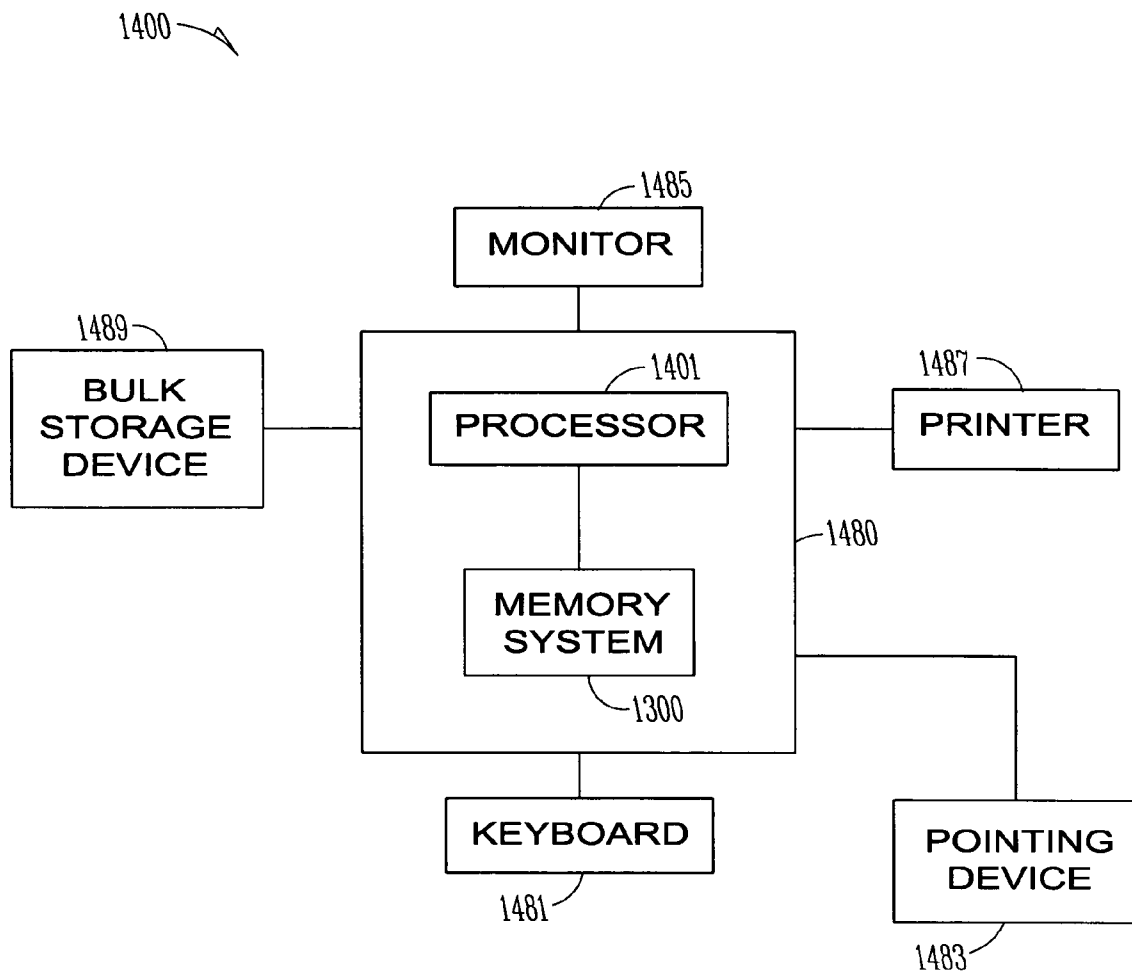 1400
1485
MONITOR
1489
BULK
STORAGE
DEVICE
1401
PROCESSOR
1487
PRINTER
1480
MEMORY
SYSTEM
1300
KEYBOARD
1481
POINTING
DEVICE
1483